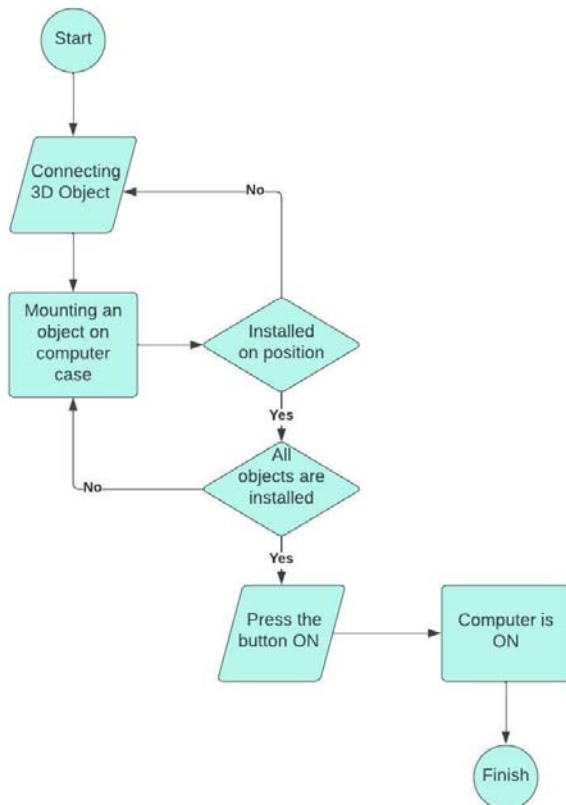 Start
Connecting
3D Object
No
Mounting an
object on
computer
case
Installed
on position
Yes
All
objects are
installed
No
Yes
Press the
button ON
Computer is
ON
Finish